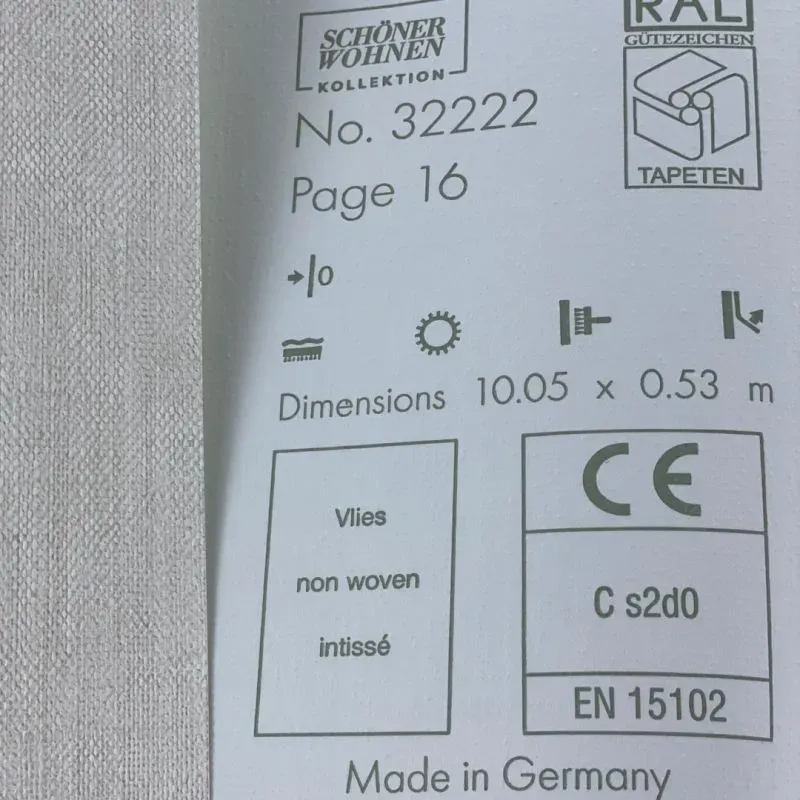 SCHÖNER
WOHNEN
KOLLEKTION
RAL
GÜTEZEICHEN
TAPETEN
No. 32222
Page 16
0
Dimensions 10.05 x 0.53 m
Vlies
non woven
intissé
CE
C s2d0
EN 15102
Made in Germany